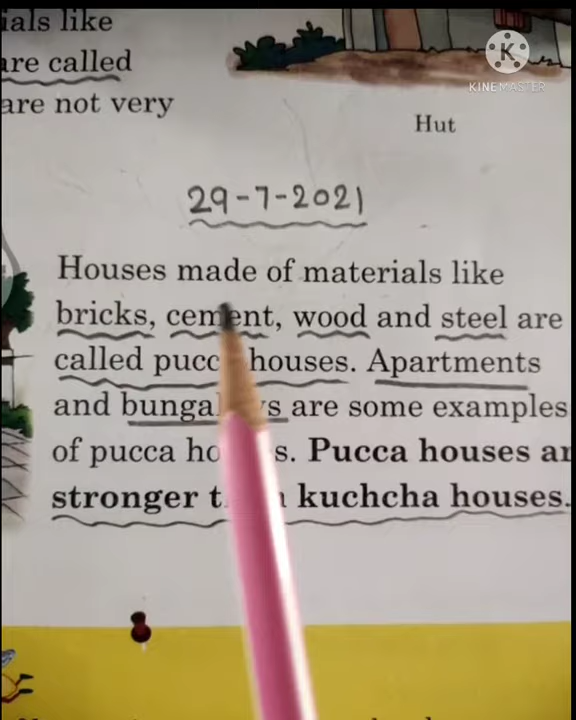 ials like
are called
are not very
K
KINEMASTER
Hut
29-7-2021
Houses made of materials like
bricks, cement, wood and steel are
called pucca houses. Apartments
and bungalows are some examples
of pucca houses. Pucca houses ar
stronger than kuchcha houses.